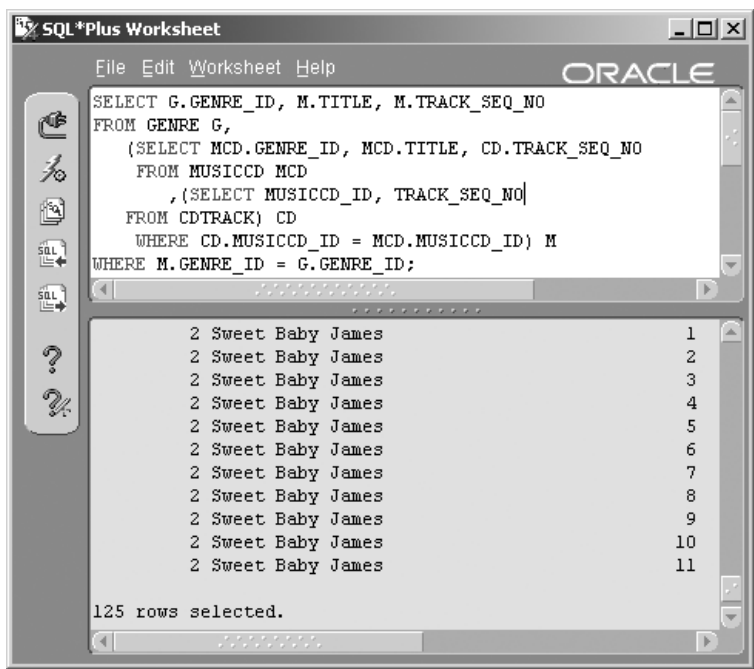 SQL*Plus Worksheet
File Edit Worksheet Help
ORACLE
SELECT G.GENRE_ID, M.TITLE, M.TRACK_SEQ_NO
FROM GENRE G,
(SELECT MCD.GENRE_ID, MCD.TITLE, CD.TRACK_SEQ_NO
FROM MUSICCD MCD
,(SELECT MUSICCD_ID, TRACK_SEQ_NO
FROM CDTRACK) CD
WHERE CD.MUSICCD_ID = MCD.MUSICCD_ID) M
WHERE M.GENRE_ID = G.GENRE_ID;
2 Sweet Baby James 1
2 Sweet Baby James 2
2 Sweet Baby James 3
2 Sweet Baby James 4
2 Sweet Baby James 5
2 Sweet Baby James 6
2 Sweet Baby James 7
2 Sweet Baby James 8
2 Sweet Baby James 9
2 Sweet Baby James 10
2 Sweet Baby James 11
125 rows selected.